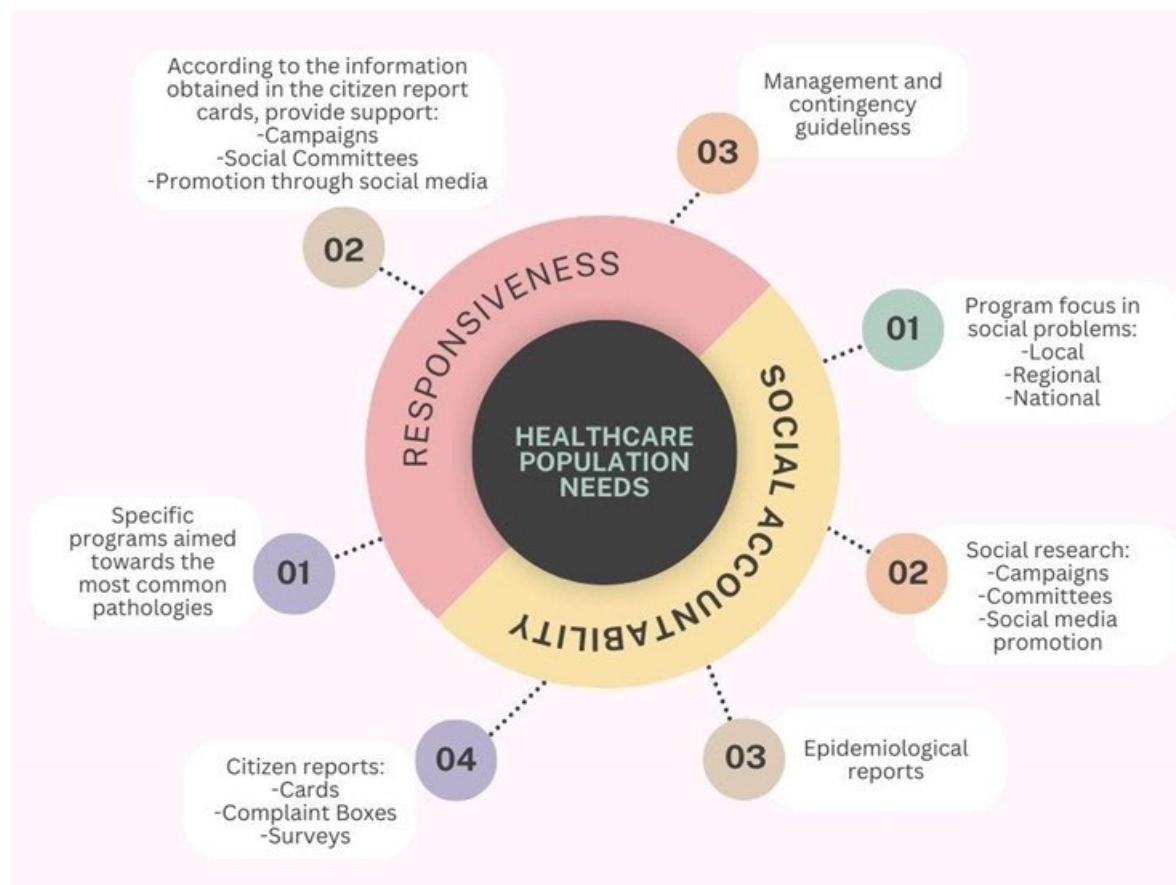 According to the information
obtained in the citizen report
cards, provide support:
-Campaigns
-Social Committees
-Promotion through social media
02
Management and
contingency
guideliness
03
RESPONSIVENESS
01
Program focus in
social problems:
-Local
-Regional
-National
HEALTHCARE
POPULATION
NEEDS
SOCIAL ACCOUNTABILITY
Specific
programs aimed
towards the
most common
pathologies
01
02
Social research:
-Campaigns
-Committees
-Social media
promotion
04
Citizen reports:
-Cards
-Complaint Boxes
-Surveys
03
Epidemiological
reports